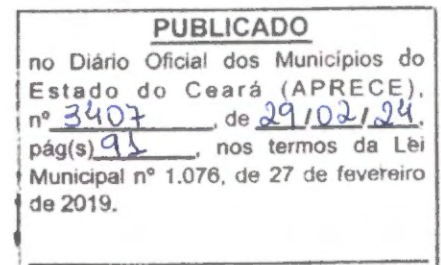 PUBLICADO
no Diário Oficial dos Municípios do
Estado do Ceará (APRECE),
nº 3407, de 29/02/24,
pág(s) 91, nos termos da Lei
Municipal nº 1.076, de 27 de fevereiro
de 2019.